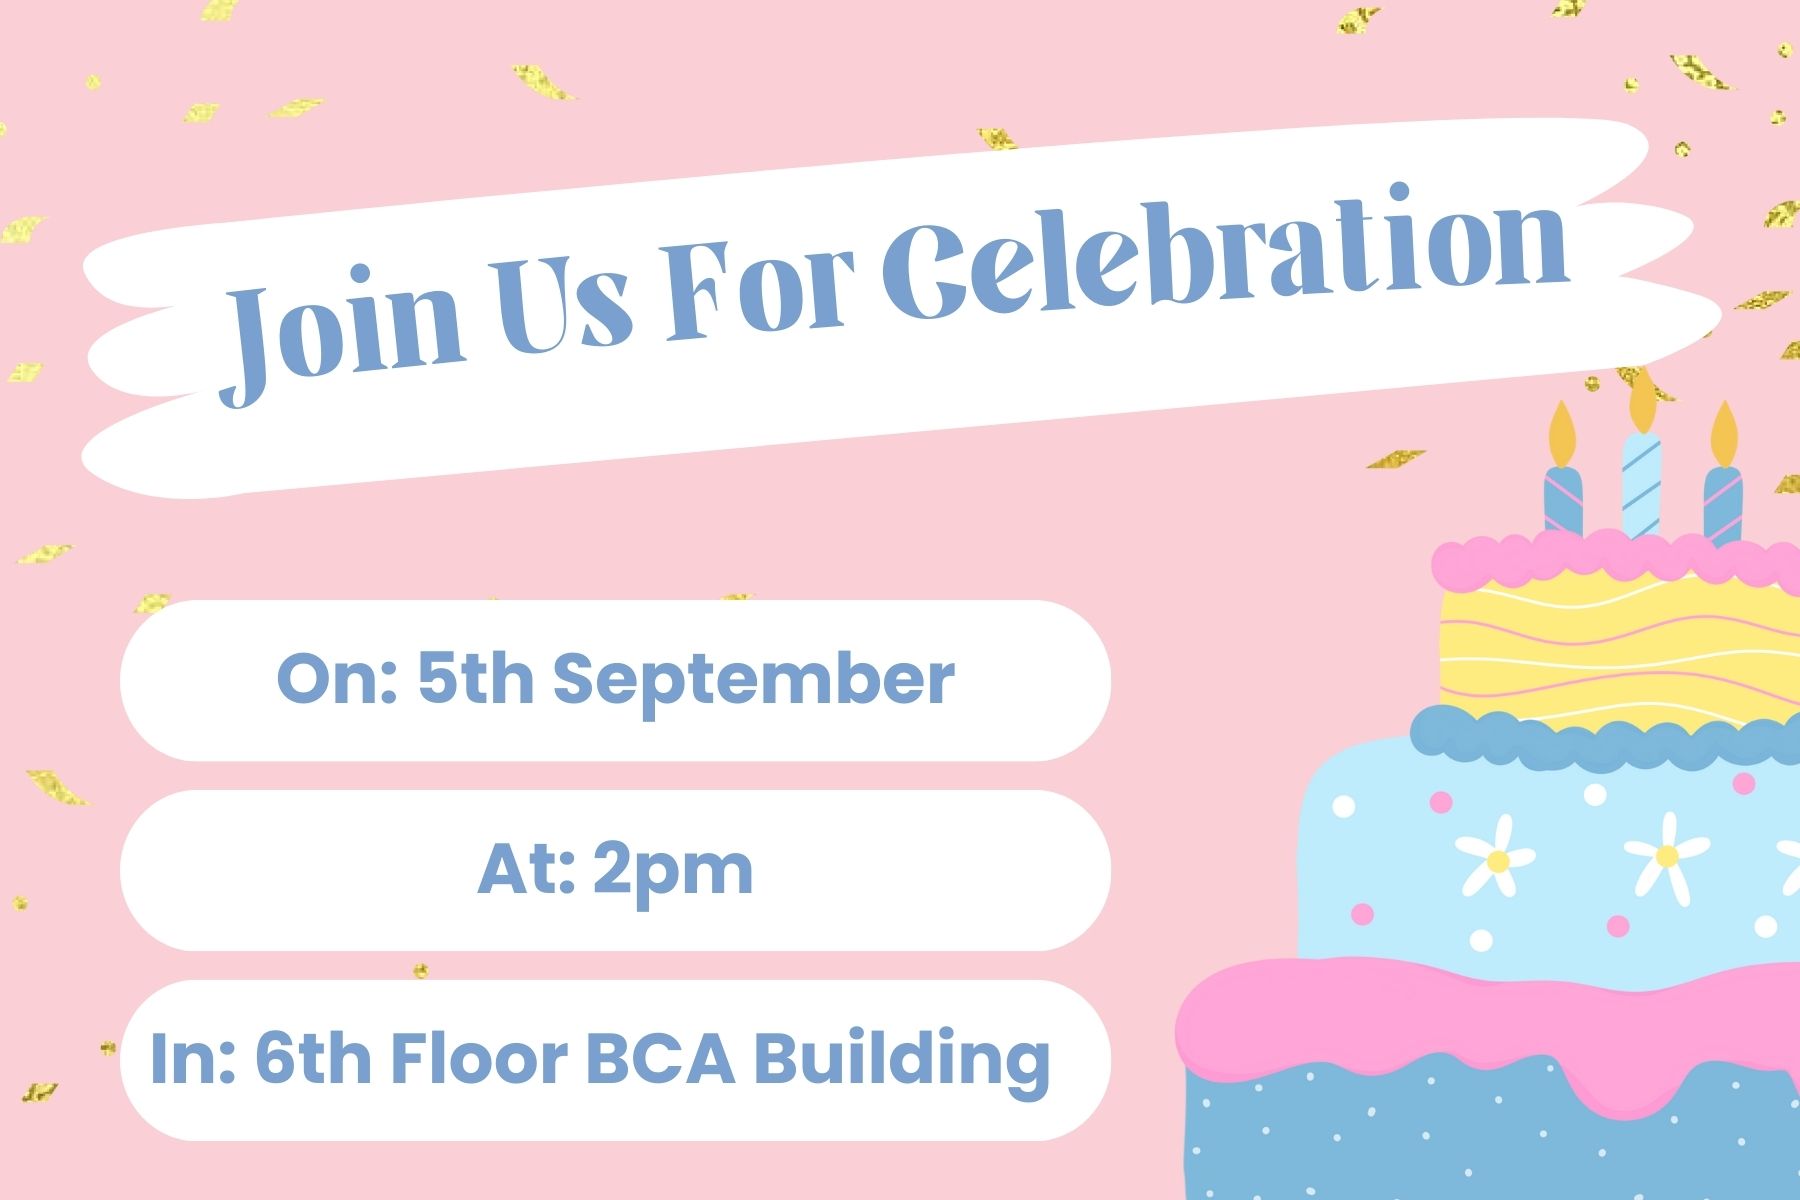 Join Us For Celebration
On: 5th September
At: 2pm
In: 6th Floor BCA Building